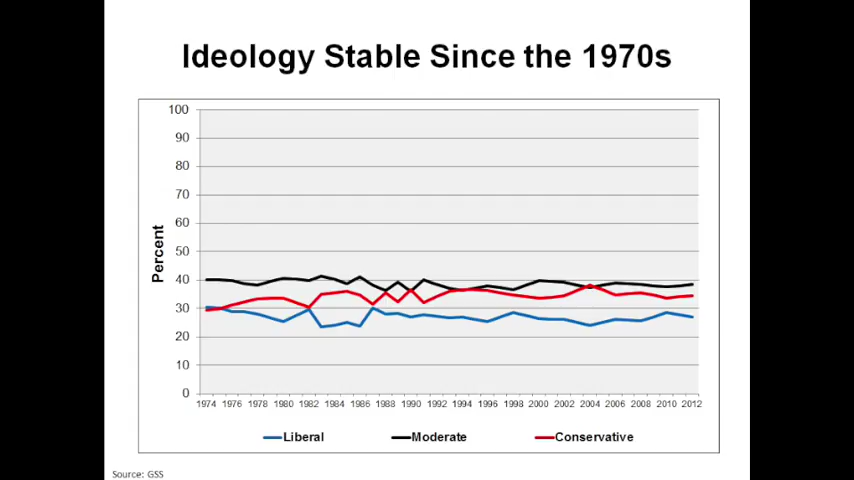 Ideology Stable Since the 1970s
100
90
80
70
60
50
40
30
20
10
0
Percent
1974 1976 1978 1980 1982 1984 1986 1988 1990 1992 1994 1996 1998 2000 2002 2004 2006 2008 2010 2012
Liberal Moderate Conservative
Source: GSS